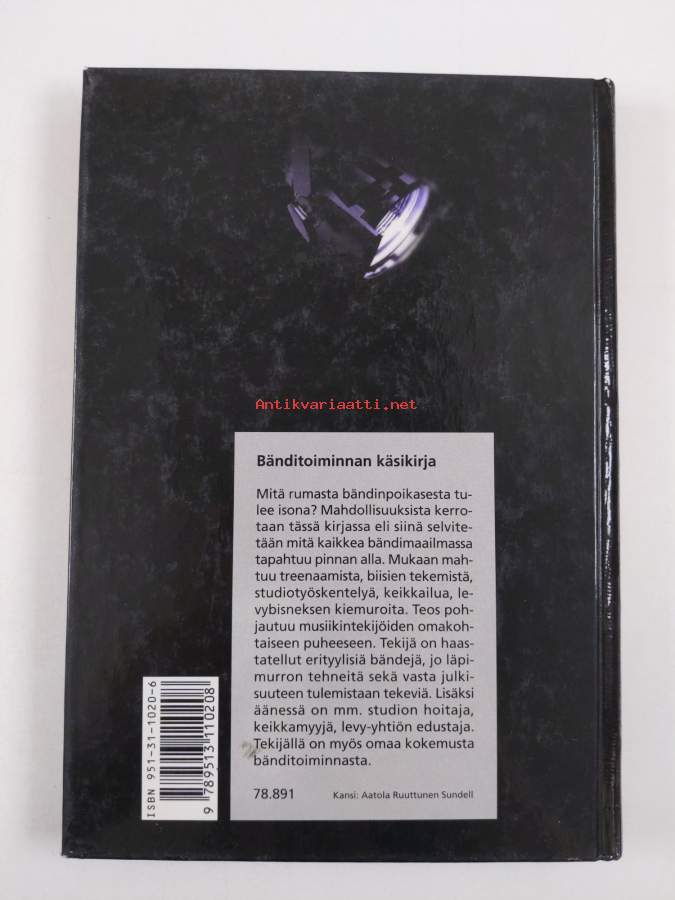 Antikvariaatti.net
Bänditoiminnan käsikirja
Mitä rumasta bändinpoikasesta tu-
lee isona? Mahdollisuuksista kerro-
taan tässä kirjassa eli siinä selvite-
tään mitä kaikkea bändimaailmassa
tapahtuu pinnan alla. Mukaan mah-
tuu treenaamista, biisien tekemistä,
studiotyöskentelyä, keikkailua, le-
vybisneksen kiemuroita. Teos poh-
jautuu musiikintekijöiden omakoh-
taiseen puheeseen. Tekijä on haas-
tatellut erityylisiä bändejä, jo läpi-
murron tehneitä sekä vasta julki-
suuteen tulemistaan tekeviä. Lisäksi
äänessä on mm. studion hoitaja,
keikkamyyjä, levy-yhtiön edustaja.
Tekijällä on myös omaa kokemusta
bänditoiminnasta.
78.891
Kansi: Aatola Ruuttunen Sundell
ISBN 951-31-1020-6
9 789513 110208